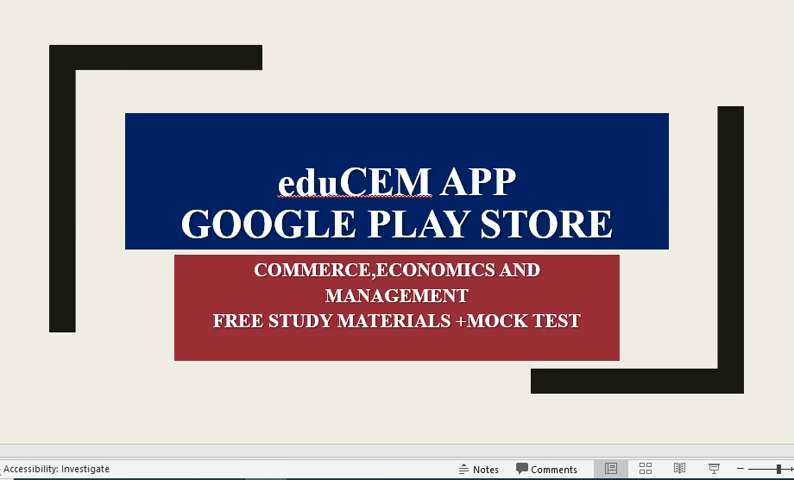 eduCEM APP
GOOGLE PLAY STORE
COMMERCE,ECONOMICS AND
MANAGEMENT
FREE STUDY MATERIALS +MOCK TEST
Accessibility: Investigate
Notes
Comments